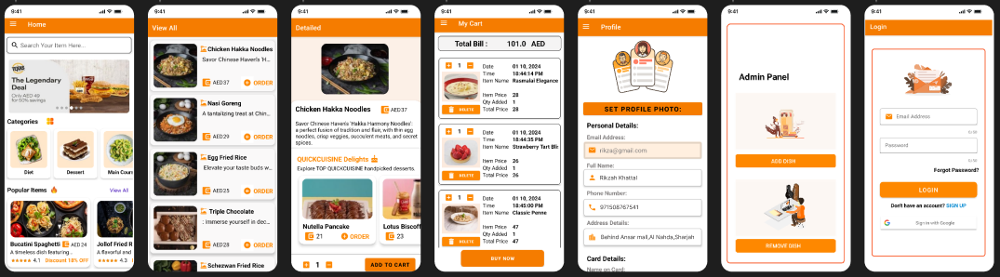 9:41
Home
Search Your Item Here...
TEXAS
The Legendary
Deal
Only AED 49
for 50% savings
Categories
Diet
Dessert
Main Cours
Popular Items
View All
Bucatini Spaghetti
AED24
A timeless dish featuring...
4.1
Discount 18% OFF
Jollof Fried R
A flavorful and
4.3
9:41
View All
Chicken Hakka Noodles
Savor Chinese Haven's 'H...
AED37
ORDER
Nasi Goreng
A tantalizing treat at Chin...
AED29
ORDER
Egg Fried Rice
Elevate your taste buds w...
AED25
ORDER
Triple Chocolate
: Immerse yourself in dec...
AED28
ORDER
Schezwan Fried Rice
9:41
Detailed
Chicken Hakka Noodles
AED37
Savor Chinese Haven's 'Hakka Harmony Noodles':
a perfect fusion of tradition and flair, with thin egg
noodles, crisp veggies, succulent meats, and secret
spices.
QUICKCUISINE Delights
Explore TOP QUICKCUISINE handpicked desserts.
Nutella Pancake
21
ORDER
Lotus Biscoff
23
1
ADD TO CART
9:41
My Cart
Total Bill : 101.0 AED
1
DELETE
Date 01 10, 2024
Time 18:44:14 PM
Item Name Rasmalai Elegance
Item Price 28
Qty Added 1
Total Price 28
1
DELETE
Date 01 10, 2024
Time 18:44:35 PM
Item Name Strawberry Tart Bli
Item Price 26
Qty Added 1
Total Price 26
1
DELETE
Date 01 10, 2024
Time 18:45:00 PM
Item Name Classic Penne
Item Price 47
Qty Added 1
Total Price 47
BUY NOW
9:41
Profile
SET PROFILE PHOTO:
Personal Details:
Email Address:
rikza@gmail.com
Full Name:
Rikzah Khattal
Phone Number:
971508767541
Address Details:
Behind Ansar mall,Al Nahda,Sharjah
Card Details:
Name on Card:
9:41
Admin Panel
ADD DISH
REMOVE DISH
9:41
Login
Email Address
Password
Forgot Password?
LOGIN
Don't have an account? SIGN UP
Sign in with Google